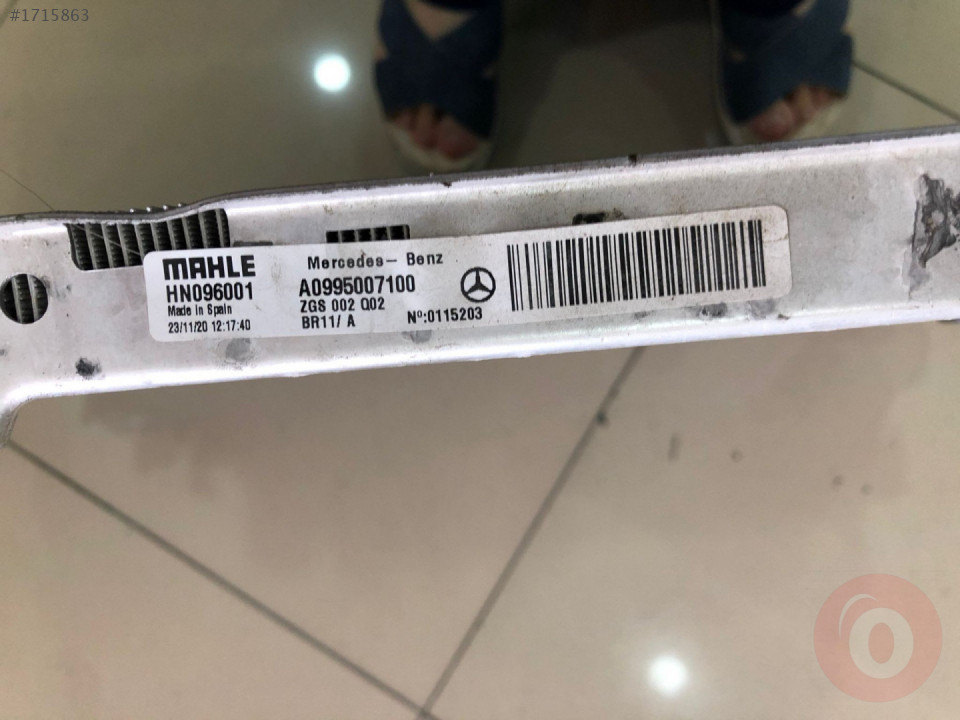 #1715863
MAHLE
HN096001
Made in Spain
23/11/20 12:17:40
Mercedes-Benz
A0995007100
ZGS 002 Q02
BR11/ A
Nº:0115203
O